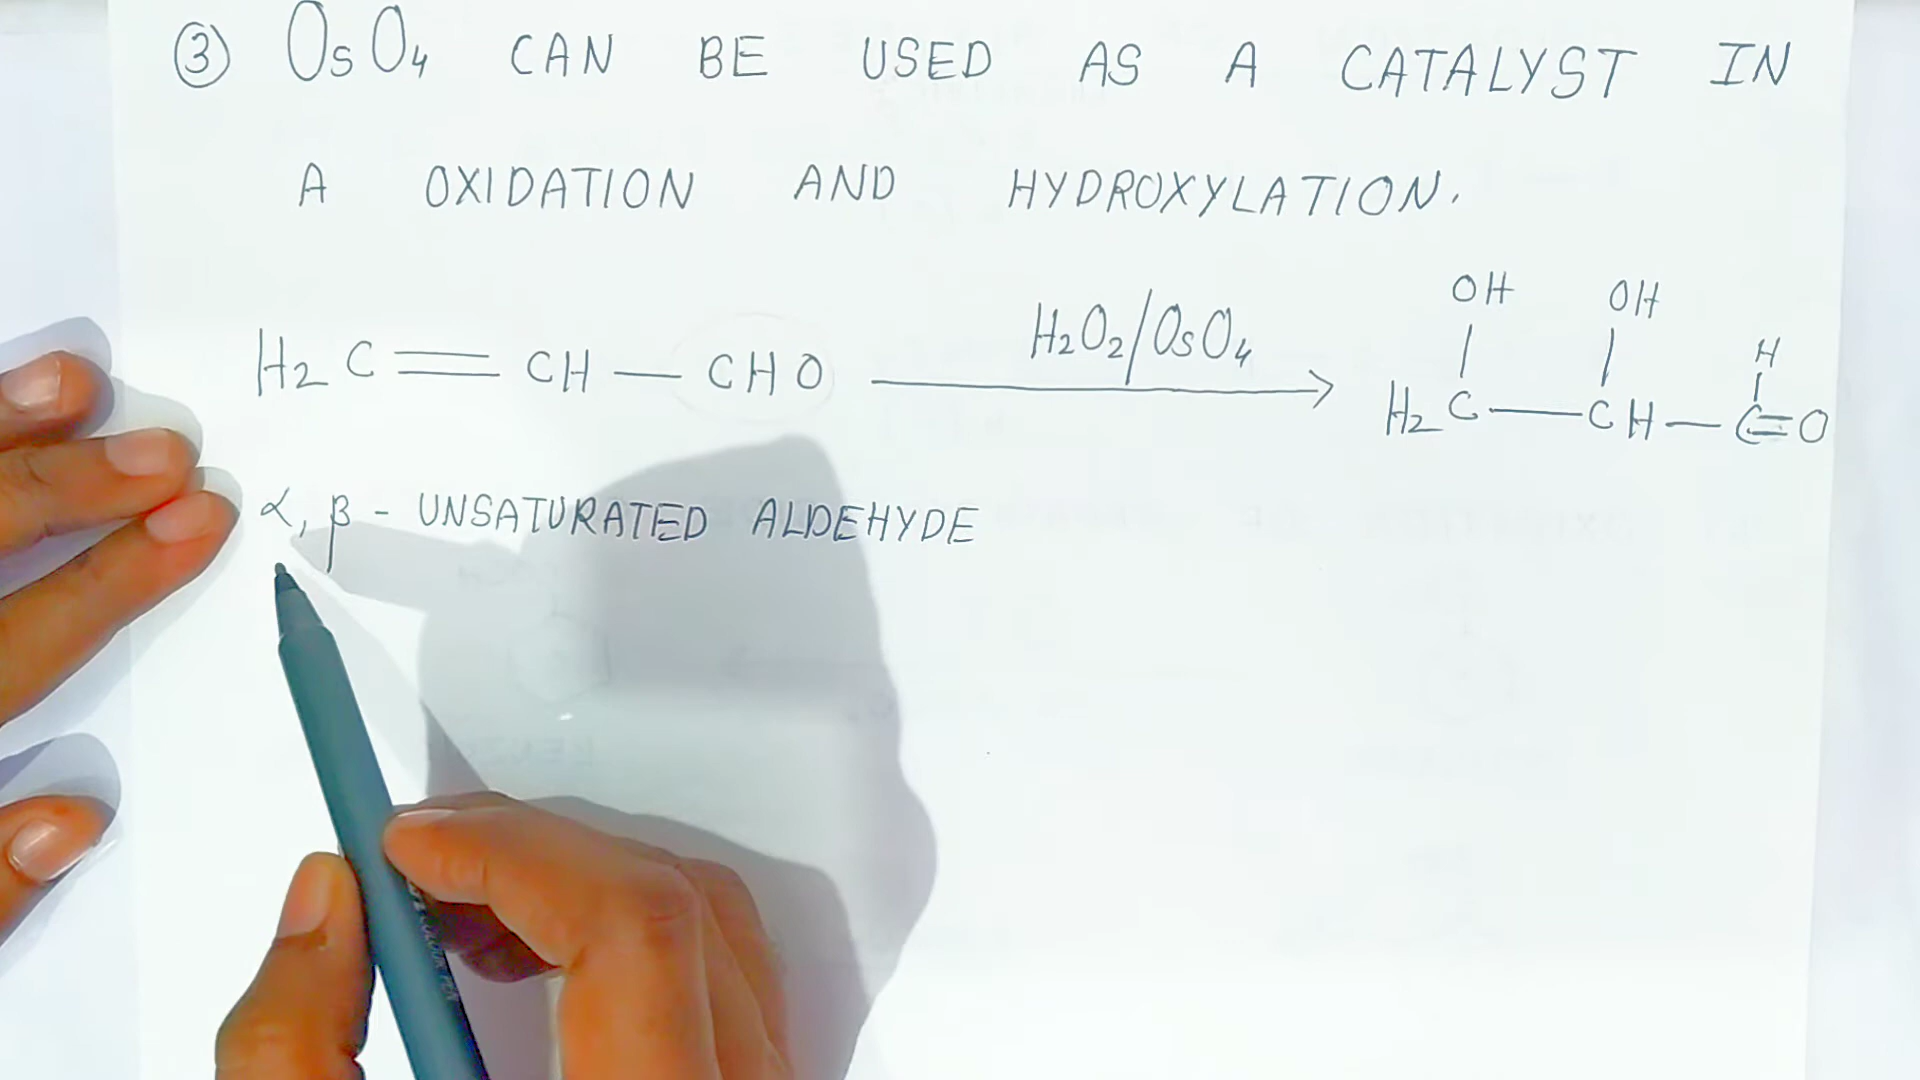 ③ OsO4 CAN BE USED AS A CATALYST IN
A OXIDATION AND HYDROXYLATION.
OH OH
H2C=CH—CHO H2O2/OsO4 H
H2C—CH—C=O
α, β - UNSATURATED ALDEHYDE